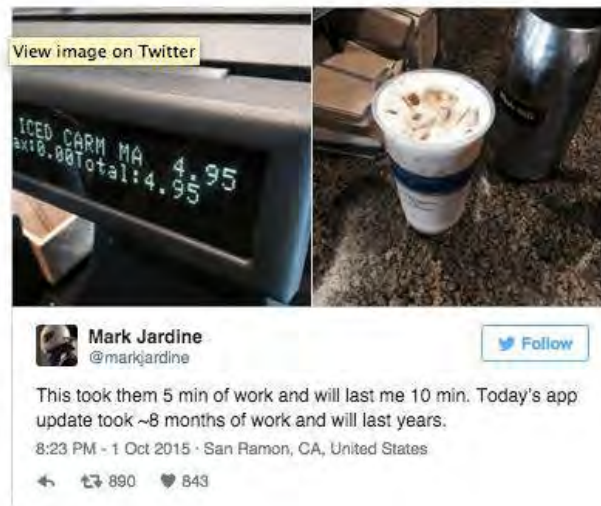 View image on Twitter
ICED CARM MA 4.95
ax:0.00Total:4.95
Mark Jardine
@markjardine
Follow
This took them 5 min of work and will last me 10 min. Today's app
update took ~8 months of work and will last years.
8:23 PM - 1 Oct 2015 · San Ramon, CA, United States
890 843